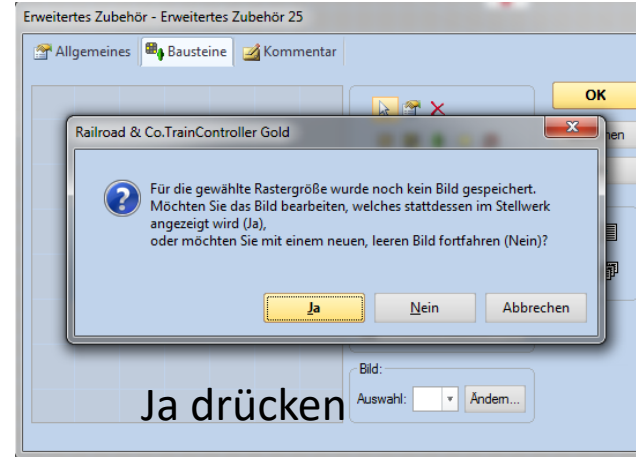 Erweitertes Zubehör - Erweitertes Zubehör 25
Allgemeines Bausteine Kommentar
OK
Railroad & Co.TrainController Gold
Für die gewählte Rastergröße wurde noch kein Bild gespeichert.
Möchten Sie das Bild bearbeiten, welches stattdessen im Stellwerk
angezeigt wird (Ja),
oder möchten Sie mit einem neuen, leeren Bild fortfahren (Nein)?
Ja Nein Abbrechen
Bild:
Auswahl: Ändern...
Ja drücken